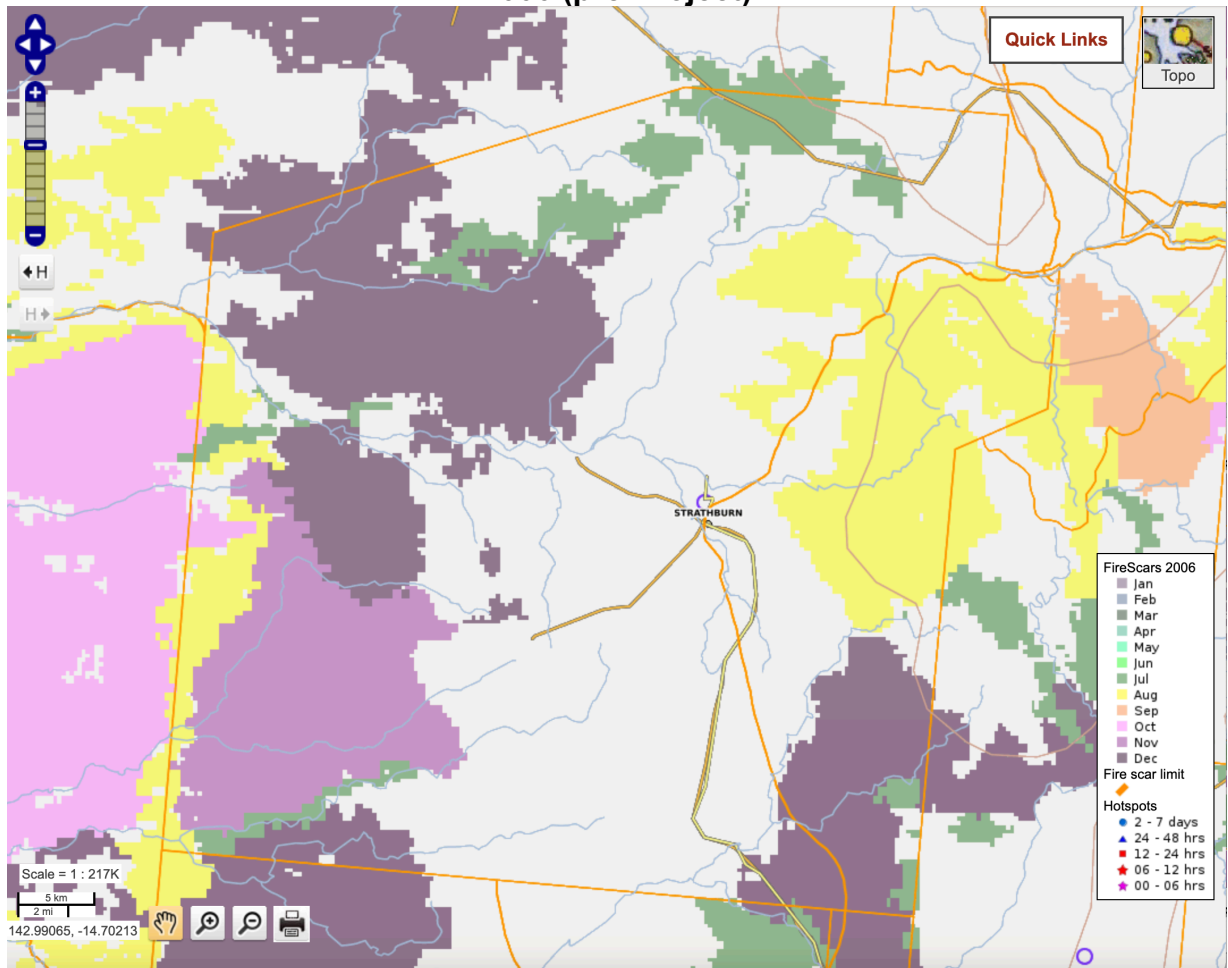 Quick Links
Topo
H
H
STRATHBURN
FireScars 2006
Jan
Feb
Mar
Apr
May
Jun
Jul
Aug
Sep
Oct
Nov
Dec
Fire scar limit
Hotspots
2 - 7 days
24 - 48 hrs
12 - 24 hrs
06 - 12 hrs
00 - 06 hrs
Scale = 1 : 217K
5 km
2 mi
142.99065, -14.70213